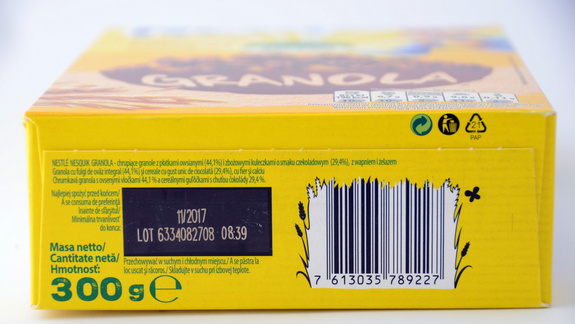 GRANOLA
21
PAP
NESTLÉ NESQUIK GRANOLA - chrupiące granole z płatkami owsianymi (44,1%) i zbożowymi kuleczkami o smaku czekoladowym (29,4%), z wapniem i żelazem
Granola cu fulgi de ovăz integral (44,1%) și cereale cu gust unic de ciocolată (29,4%), cu fier și calciu
Chrumkavá granola s ovsenými vločkami 44,1 % a cereálnymi guľôčkami s chuťou čokolády 29,4 %.
Najlepiej spożyć przed końcem/
A se consuma de preferință
înainte de sfârșitul/
Minimálna trvanlivosť
do konca:
11/2017
LOT 6334082708 08:39
Masa netto/
Cantitate netă/
Hmotnosť:
300 g e
Przechowywać w suchym i chłodnym miejscu./ A se păstra la
loc uscat și răcoros./ Skladujte v suchu pri izbovej teplote.
7 613035 789227